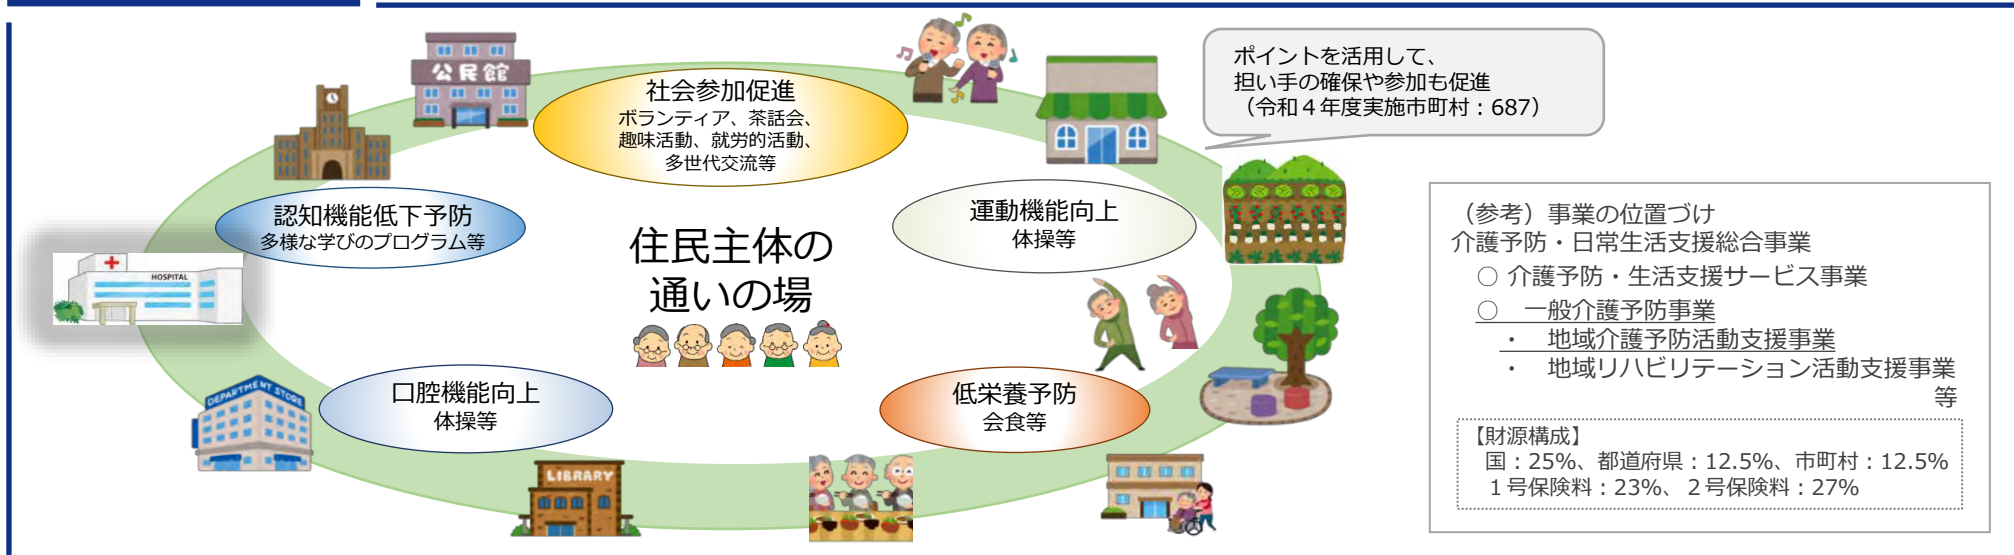 公民館
社会参加促進
ボランティア、茶話会、
趣味活動、就労的活動、
多世代交流等
ポイントを活用して、
担い手の確保や参加も促進
（令和４年度実施市町村：687）
認知機能低下予防
多様な学びのプログラム等
運動機能向上
体操等
住民主体の
通いの場
HOSPITAL
口腔機能向上
体操等
低栄養予防
会食等
DEPARTMENT STORE
LIBRARY
（参考）事業の位置づけ
介護予防・日常生活支援総合事業
○ 介護予防・生活支援サービス事業
○　一般介護予防事業
・　地域介護予防活動支援事業
・　地域リハビリテーション活動支援事業
等
【財源構成】
国：25%、都道府県：12.5%、市町村：12.5%
１号保険料：23%、２号保険料：27%